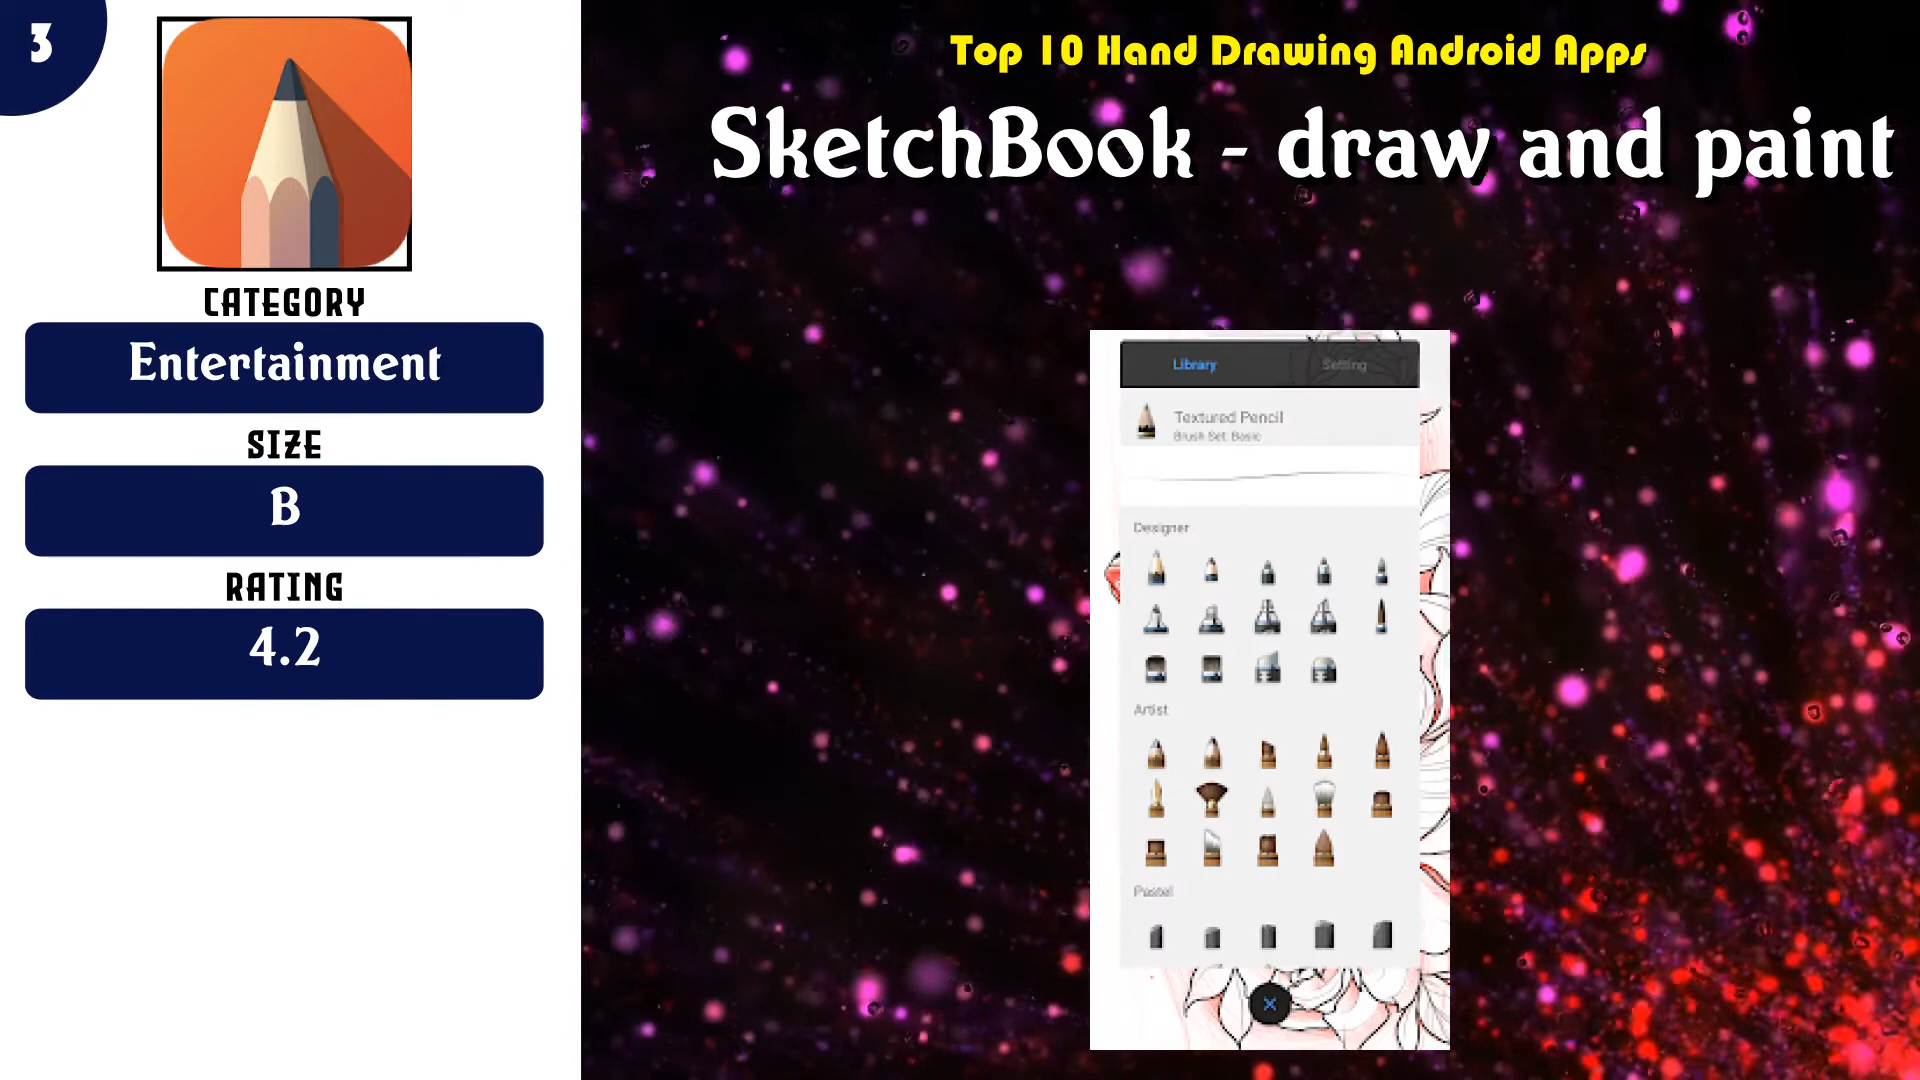 3
CATEGORY
Entertainment
SIZE
B
RATING
4.2
Top 10 Hand Drawing Android Apps
SketchBook - draw and paint
Library Setting
Textured Pencil
Brush Set: Basic
Designer
Artist
Pastel